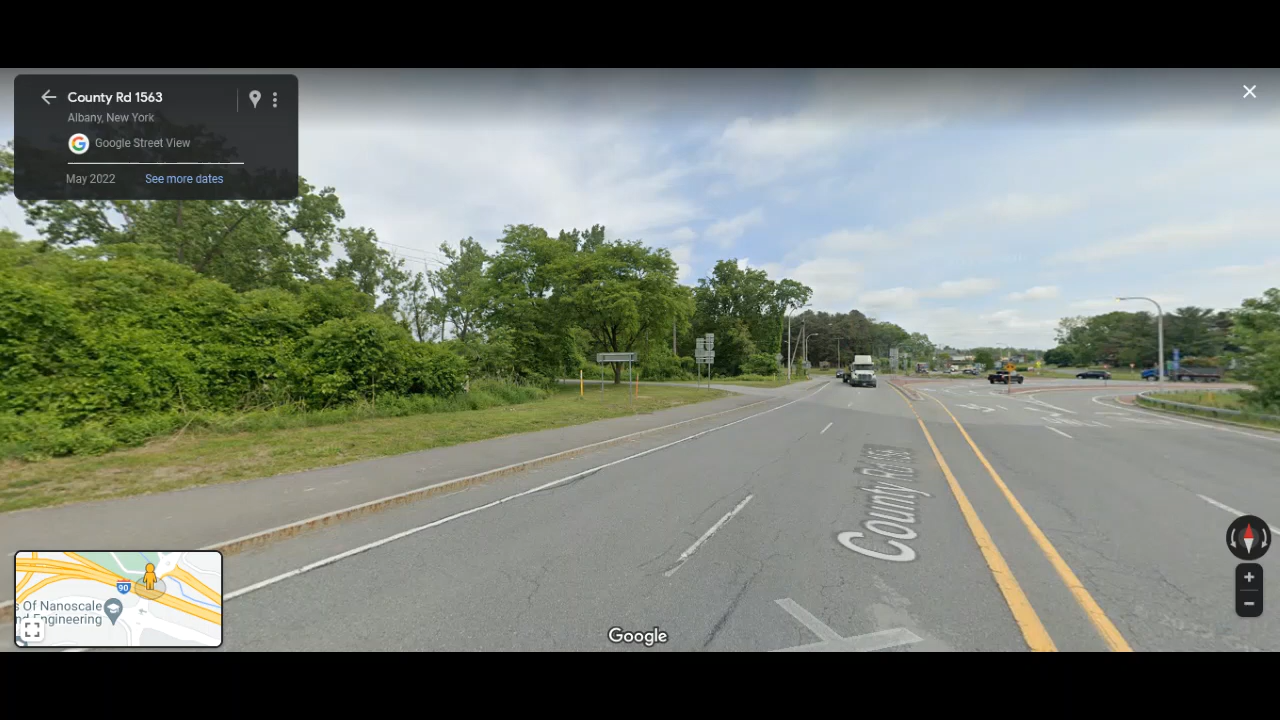 County Rd 1563
Albany, New York
Google Street View
May 2022
See more dates
County Rd 156
90
s Of Nanoscale
nd Engineering
Google